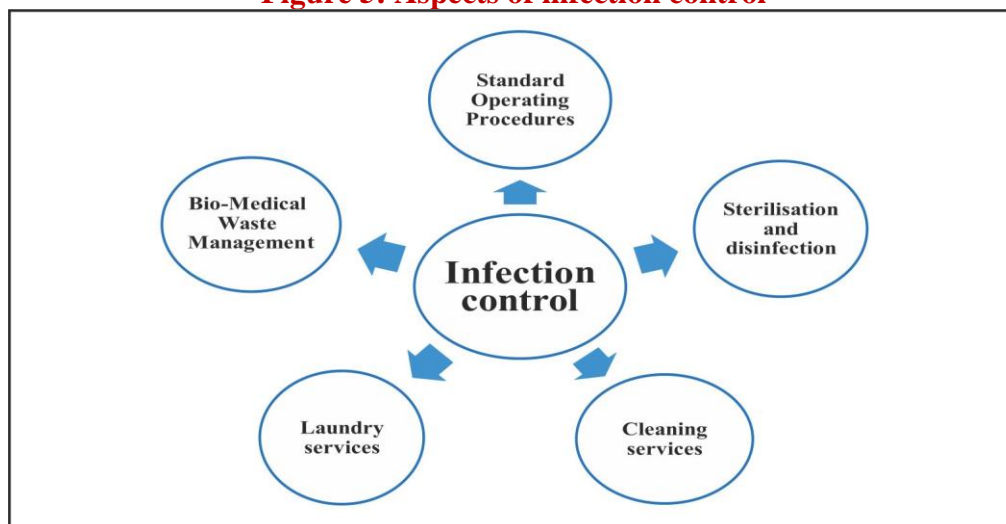 Figure 5: Aspects of infection control
Standard
Operating
Procedures
Bio-Medical
Waste
Management
Sterilisation
and
disinfection
Infection
control
Laundry
services
Cleaning
services